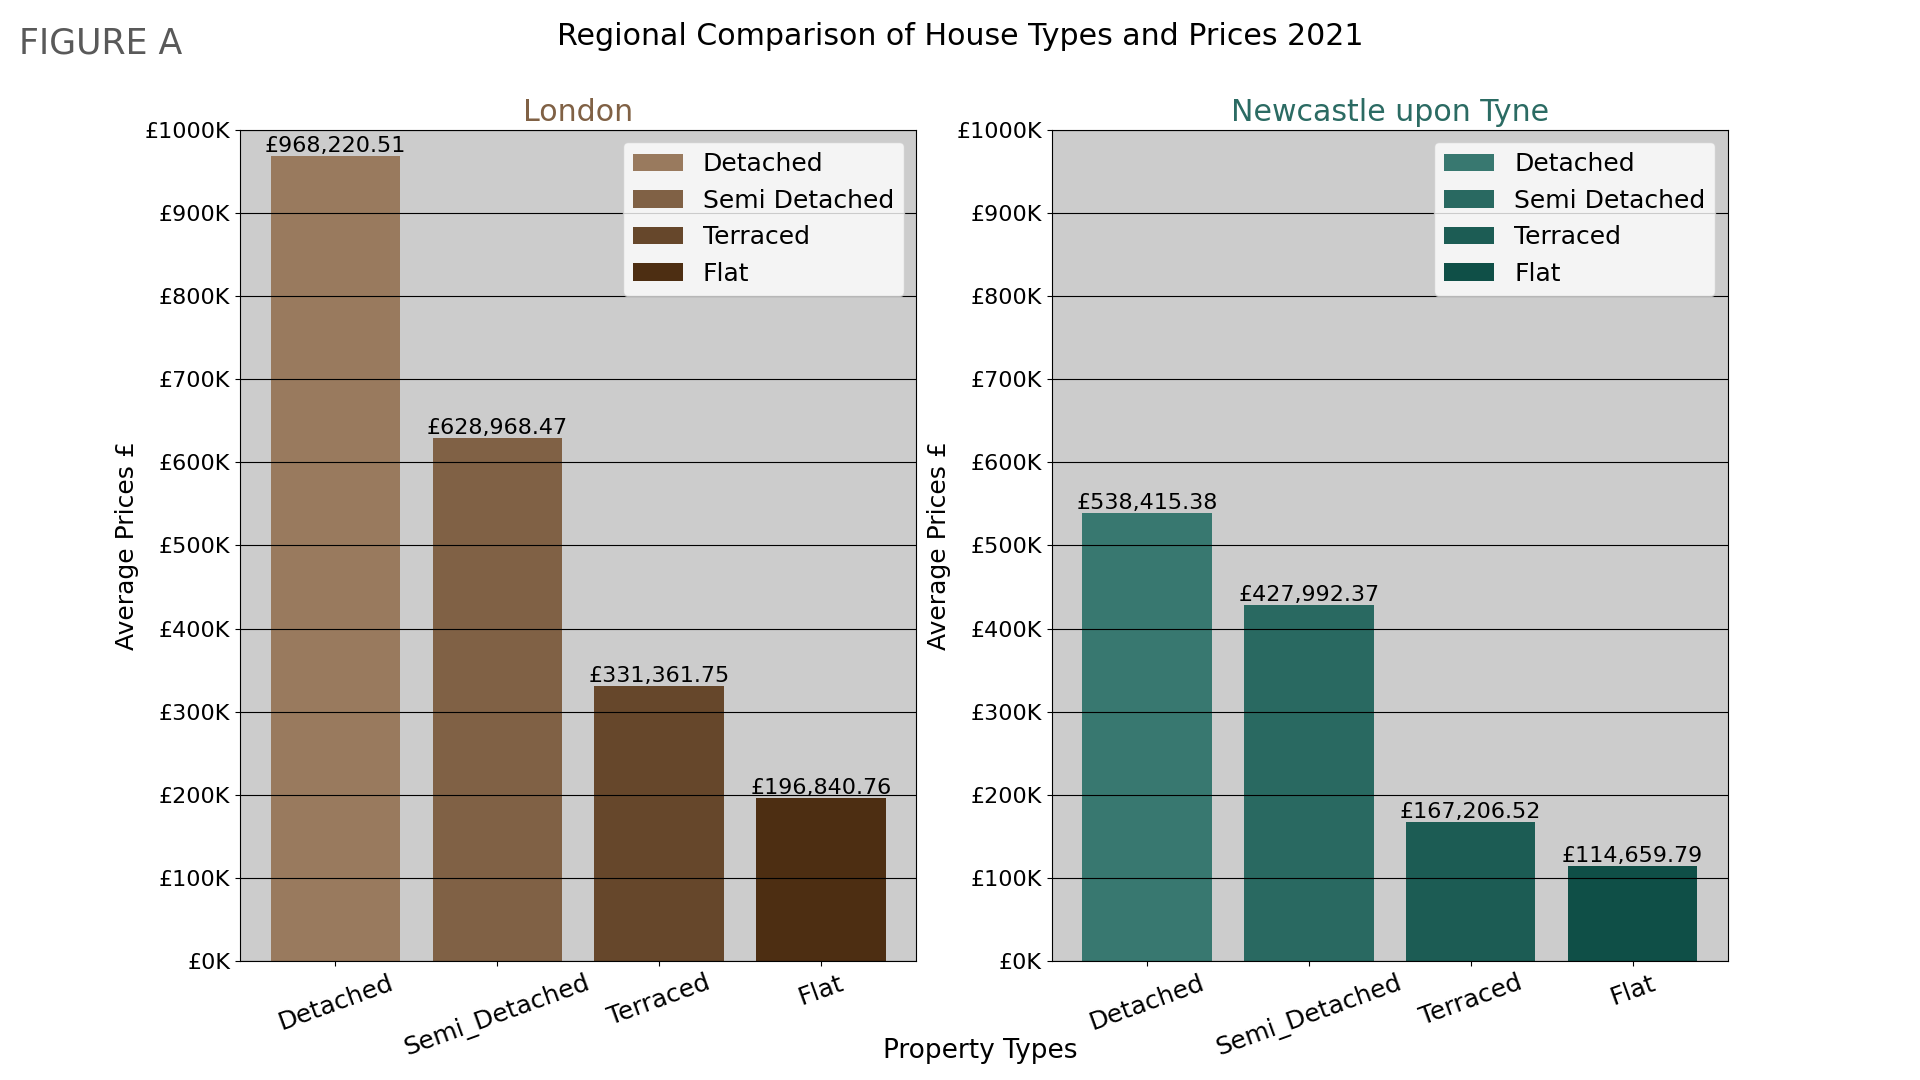 FIGURE A
Regional Comparison of House Types and Prices 2021
London
£1000K
£900K
£800K
£700K
£600K
£500K
£400K
£300K
£200K
£100K
£0K
Average Prices £
£968,220.51
£628,968.47
£331,361.75
£196,840.76
Detached
Semi Detached
Terraced
Flat
Detached
Semi_Detached
Terraced
Flat
Newcastle upon Tyne
£1000K
£900K
£800K
£700K
£600K
£500K
£400K
£300K
£200K
£100K
£0K
Average Prices £
£538,415.38
£427,992.37
£167,206.52
£114,659.79
Detached
Semi Detached
Terraced
Flat
Detached
Semi_Detached
Terraced
Flat
Property Types